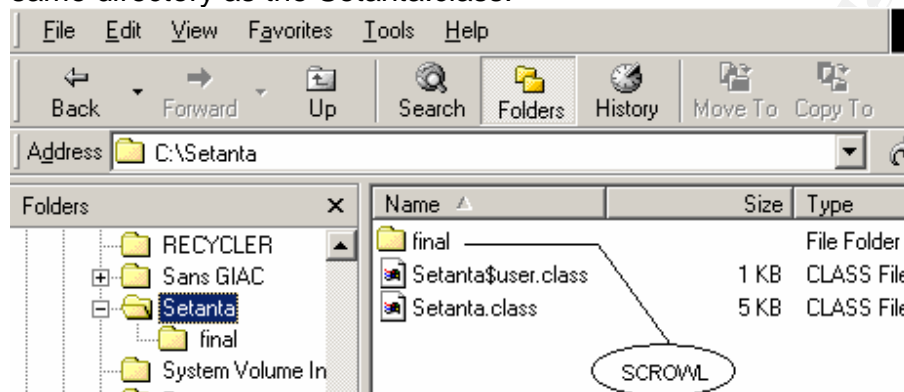 same directory as the Setanta.class.
File Edit View Favorites Tools Help
Back Forward Up Search Folders History Move To Copy To
Address C:\Setanta
Folders x Name Size Type
RECYCLER
Sans GIAC
Setanta
final
System Volume In
final File Folder
Setanta$user.class 1 KB CLASS File
Setanta.class 5 KB CLASS File
SCROWL